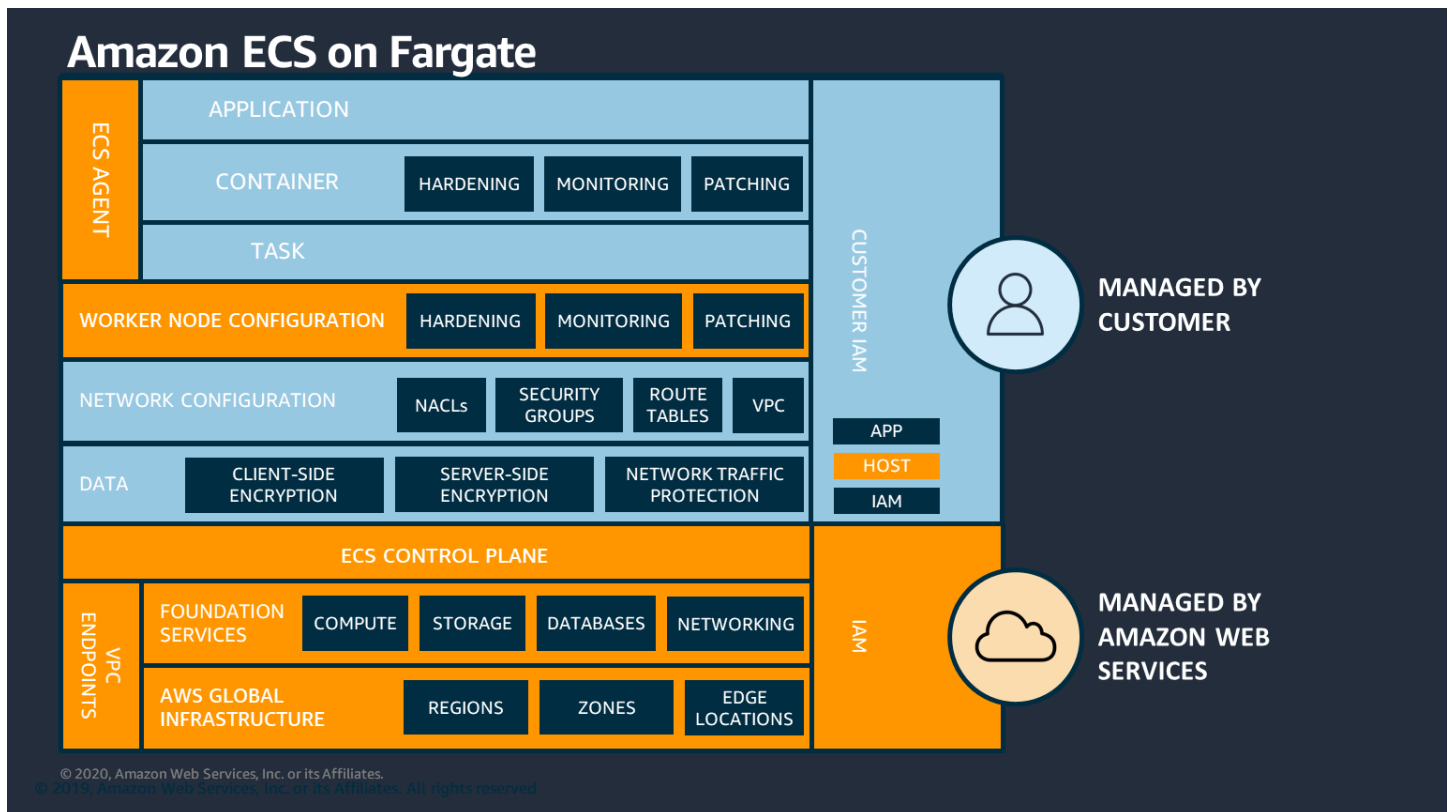 Amazon ECS on Fargate
ECS AGENT
APPLICATION
CONTAINER
HARDENING
MONITORING
PATCHING
TASK
WORKER NODE CONFIGURATION
HARDENING
MONITORING
PATCHING
NETWORK CONFIGURATION
NACLs
SECURITY
GROUPS
ROUTE
TABLES
VPC
DATA
CLIENT-SIDE
ENCRYPTION
SERVER-SIDE
ENCRYPTION
NETWORK TRAFFIC
PROTECTION
CUSTOMER IAM
APP
HOST
IAM
MANAGED BY
CUSTOMER
ECS CONTROL PLANE
VPC
ENDPOINTS
FOUNDATION
SERVICES
COMPUTE
STORAGE
DATABASES
NETWORKING
AWS GLOBAL
INFRASTRUCTURE
REGIONS
ZONES
EDGE
LOCATIONS
IAM
MANAGED BY
AMAZON WEB
SERVICES
© 2020, Amazon Web Services, Inc. or its Affiliates.
© 2019, Amazon Web Services, Inc. or its Affiliates. All rights reserved